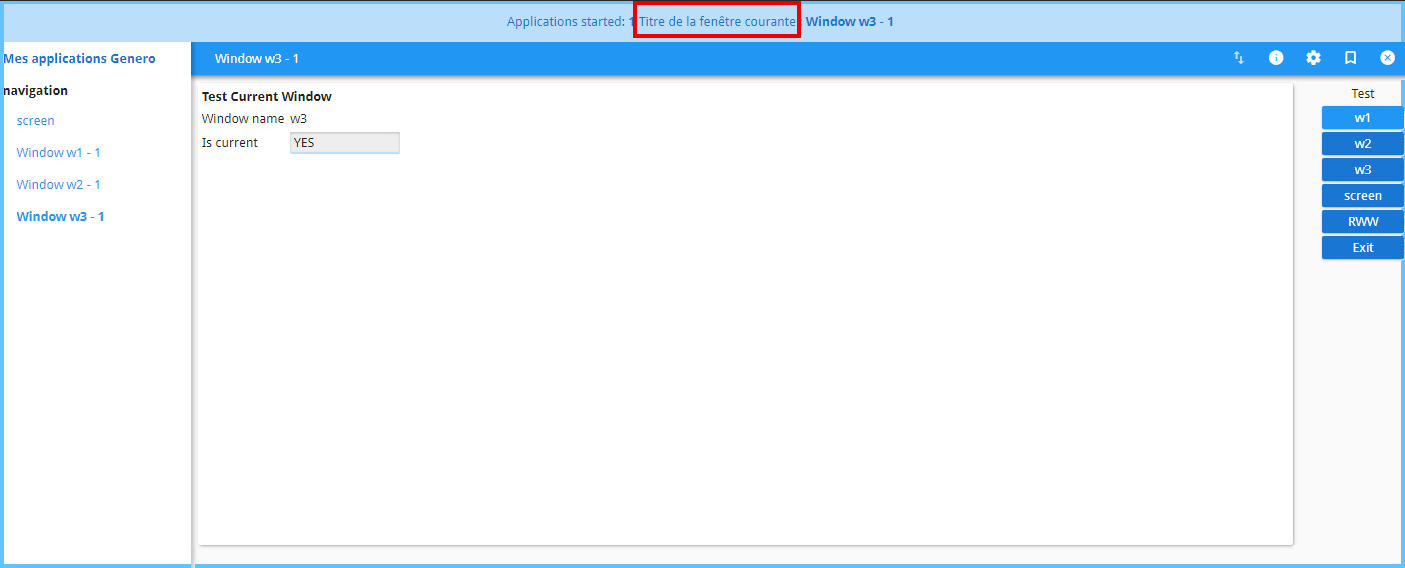 Applications started: 1 Titre de la fenêtre courante: Window w3 - 1
Mes applications Genero
Window w3 - 1
navigation
screen
Window w1 - 1
Window w2 - 1
Window w3 - 1
Test Current Window
Window name w3
Is current YES
Test
w1
w2
w3
screen
RWW
Exit